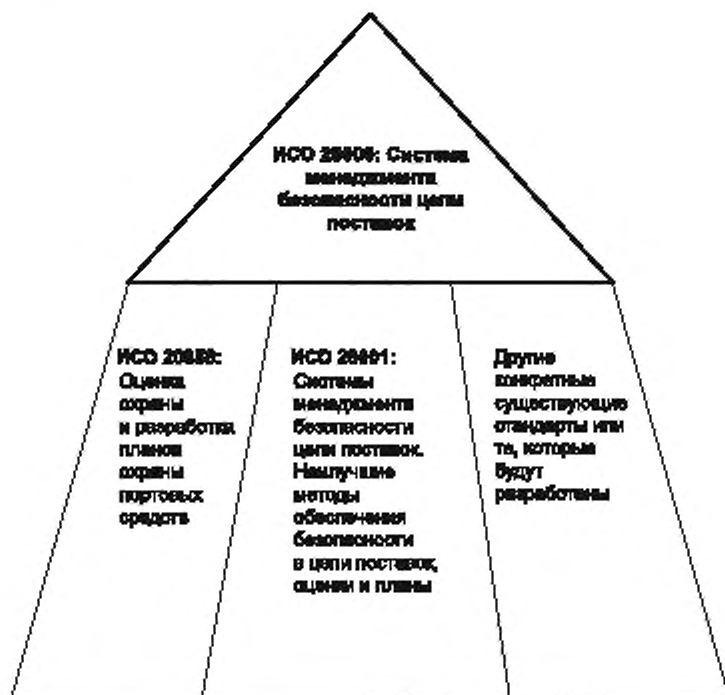 ИСО 28000: Система
менеджмента
безопасности цепи
поставок
ИСО 20858:
Оценка
охраны
и разработка
планов
охраны
портовых
средств
ИСО 28001:
Системы
менеджмента
безопасности
цепи поставок.
Наилучшие
методы
обеспечения
безопасности
в цепи поставок,
оценки и планы
Другие
конкретные
существующие
стандарты или
те, которые
будут
разработаны